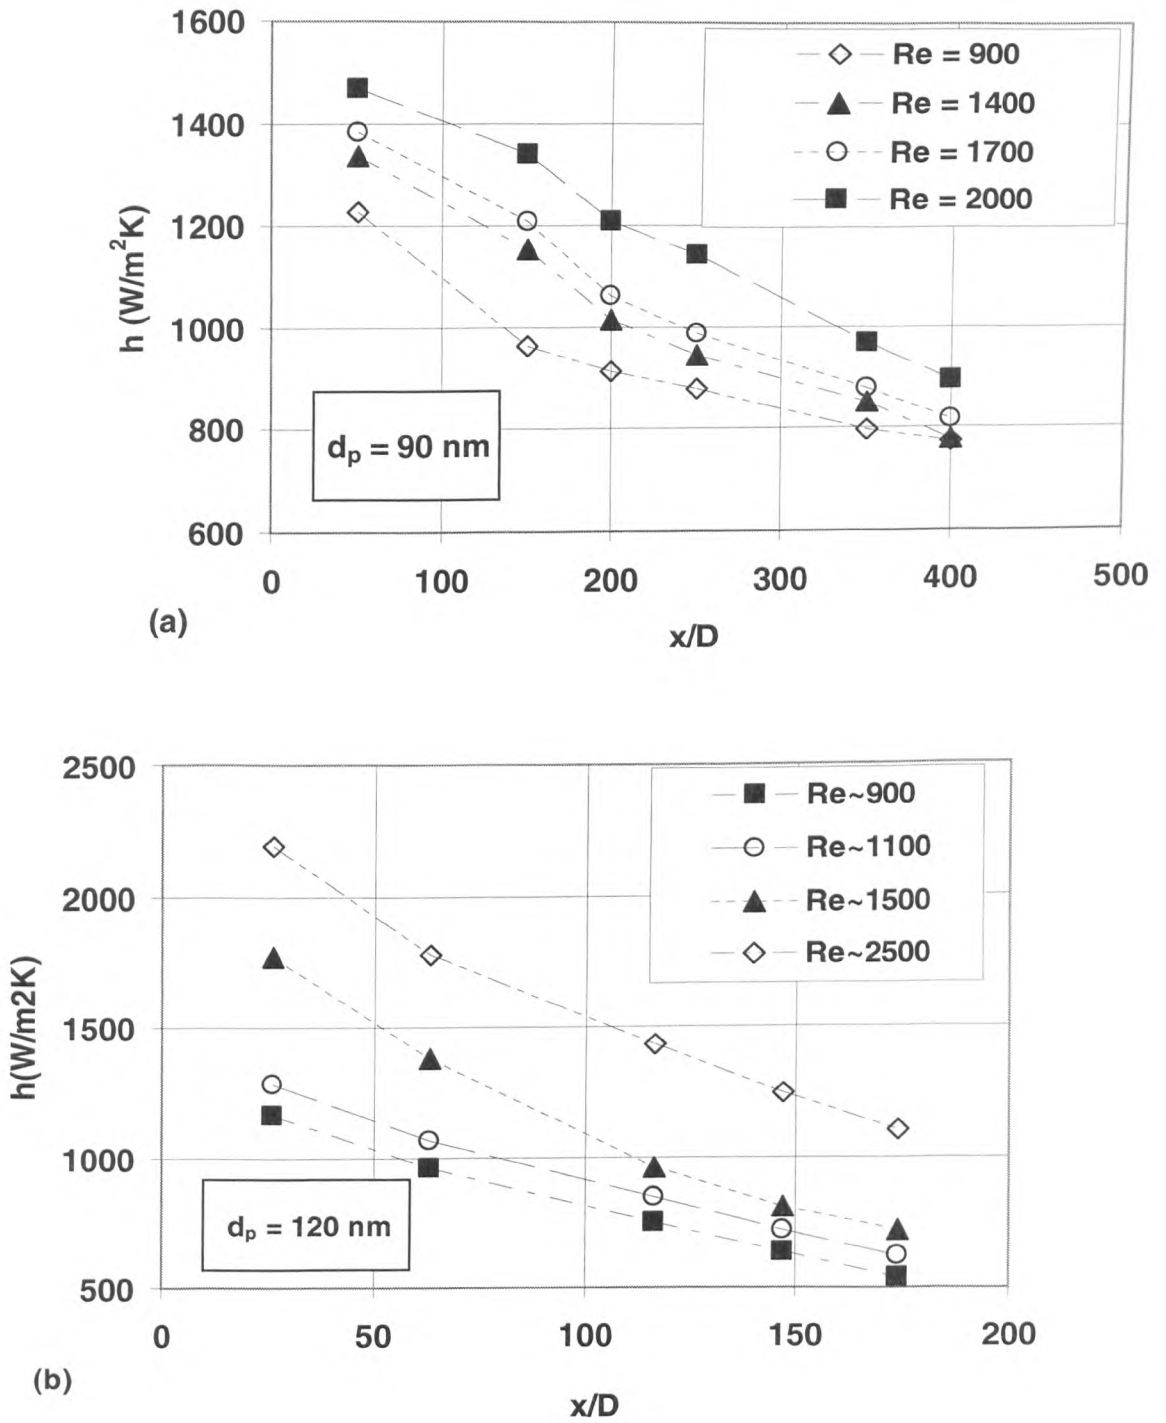 1600
1400
1200
1000
800
600
h (W/m²K)
Re = 900
Re = 1400
Re = 1700
Re = 2000
dₚ = 90 nm
0 100 200 300 400 500
x/D
(a)
2500
2000
1500
1000
500
h(W/m2K)
Re~900
Re~1100
Re~1500
Re~2500
dₚ = 120 nm
0 50 100 150 200
x/D
(b)